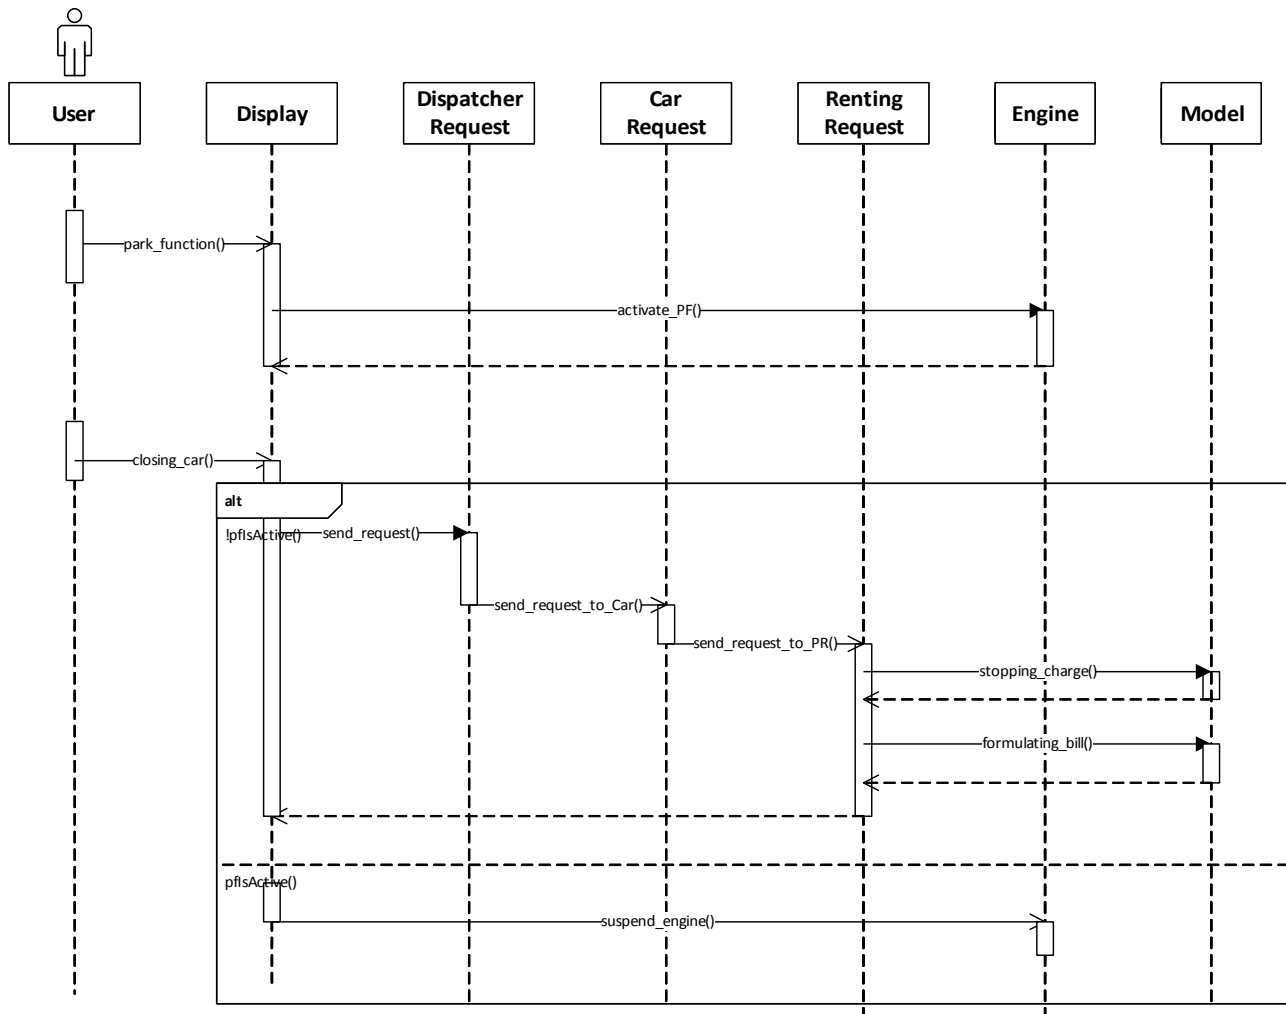 User
Display
Dispatcher
Request
Car
Request
Renting
Request
Engine
Model
park_function()
activate_PF()
closing_car()
alt
!pfIsActive()
send_request()
send_request_to_Car()
send_request_to_PR()
stopping_charge()
formulating_bill()
pfIsActive()
suspend_engine()